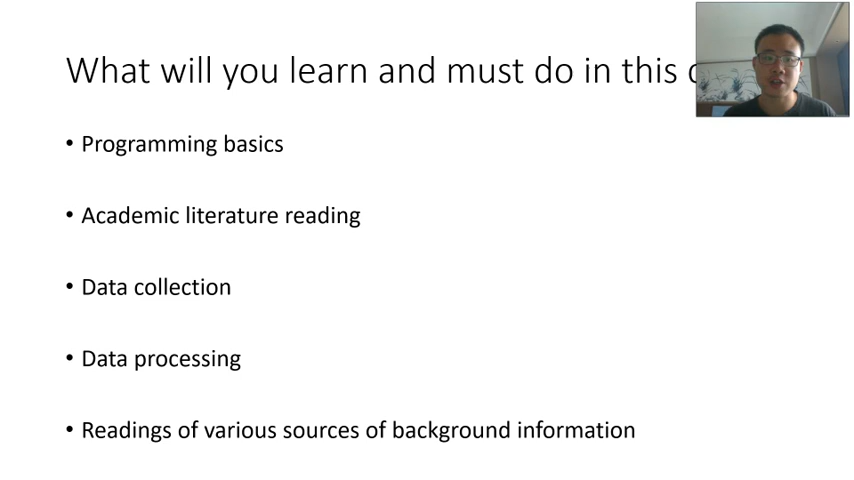 What will you learn and must do in this
• Programming basics
• Academic literature reading
• Data collection
• Data processing
• Readings of various sources of background information